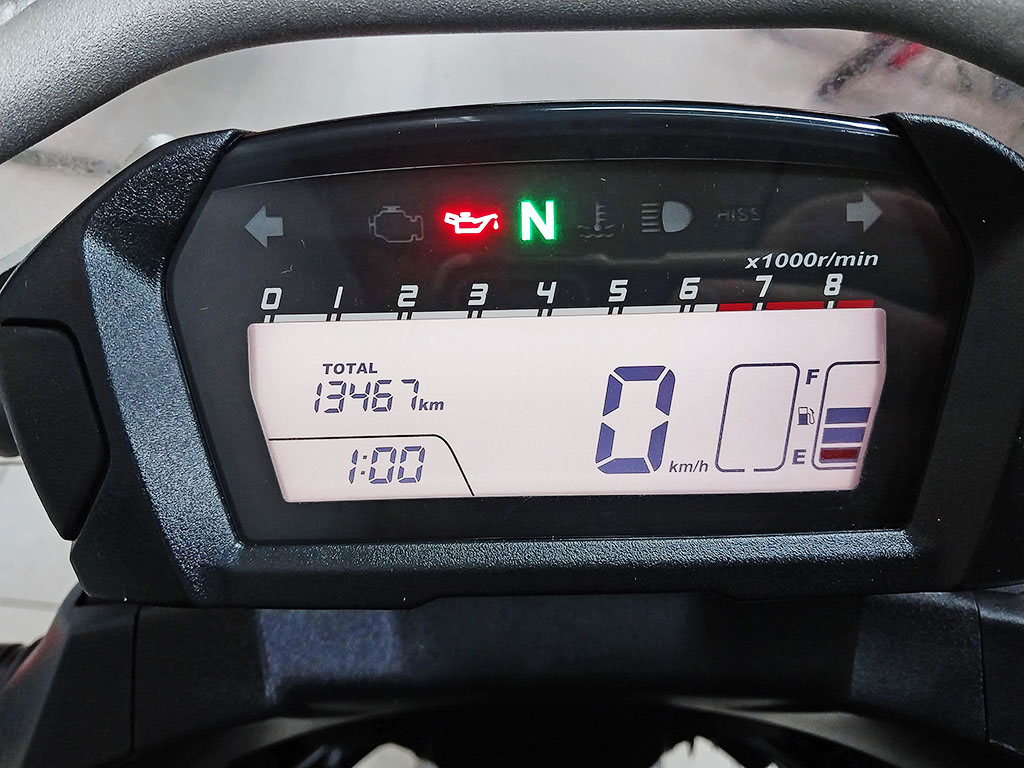 N
HISS
x1000r/min
0 1 2 3 4 5 6 7 8
TOTAL
13467km
F
0
km/h
E
1:00